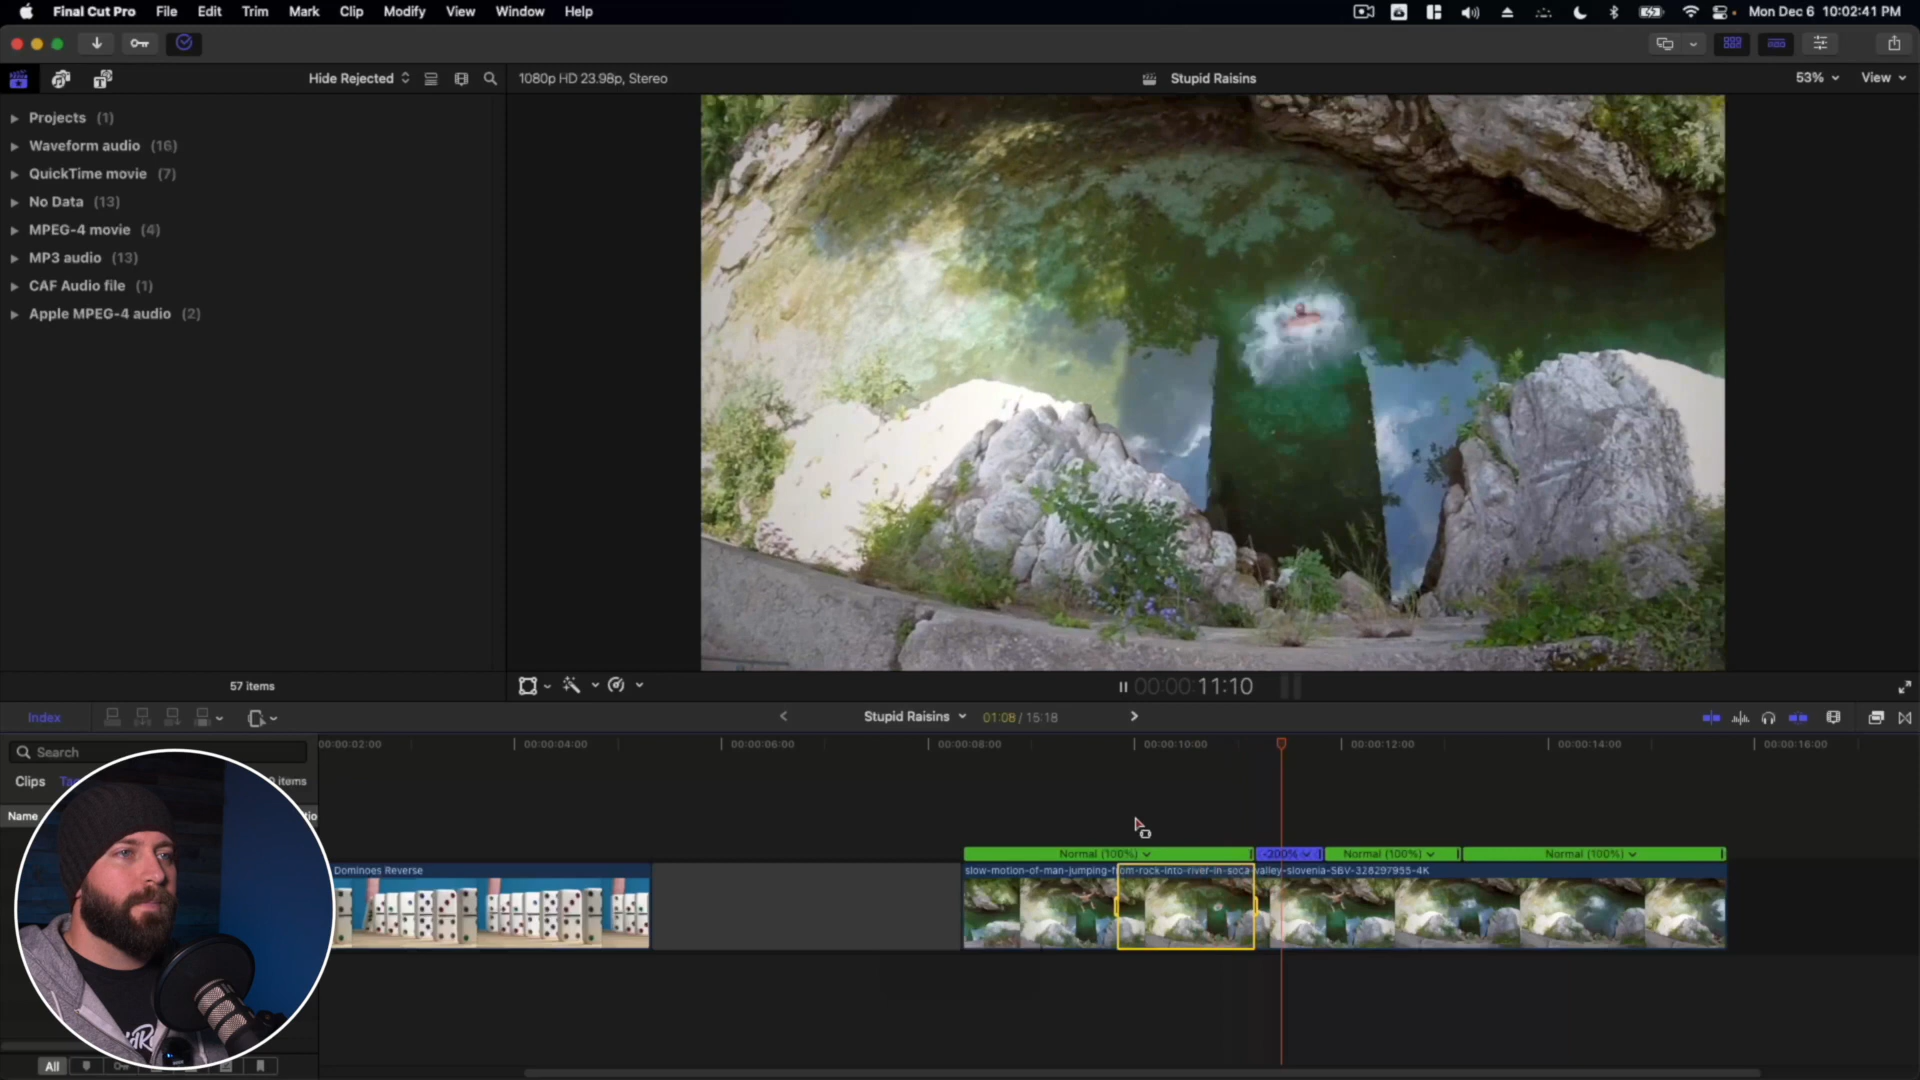 Final Cut Pro File Edit Trim Mark Clip Modify View Window Help Mon Dec 6 10:02:41 PM
Hide Rejected 1080p HD 23.98p, Stereo Stupid Raisins 53% View
Projects (1)
Waveform audio (16)
QuickTime movie (7)
No Data (13)
MPEG-4 movie (4)
MP3 audio (13)
CAF Audio file (1)
Apple MPEG-4 audio (2)
57 items 00:00:00:11:10
Index Stupid Raisins 01:08 / 15:18
Search
00:00:02:00 00:00:04:00 00:00:06:00 00:00:08:00 00:00:10:00 00:00:12:00 00:00:14:00 00:00:16:00
Clips items
Name
Normal (100%) -200% Normal (100%) Normal (100%)
Dominoes Reverse slow-motion-of-man-jumping-from-rock-into-river-in-soca-valley-slovenia-SBV-328297955-4K
All